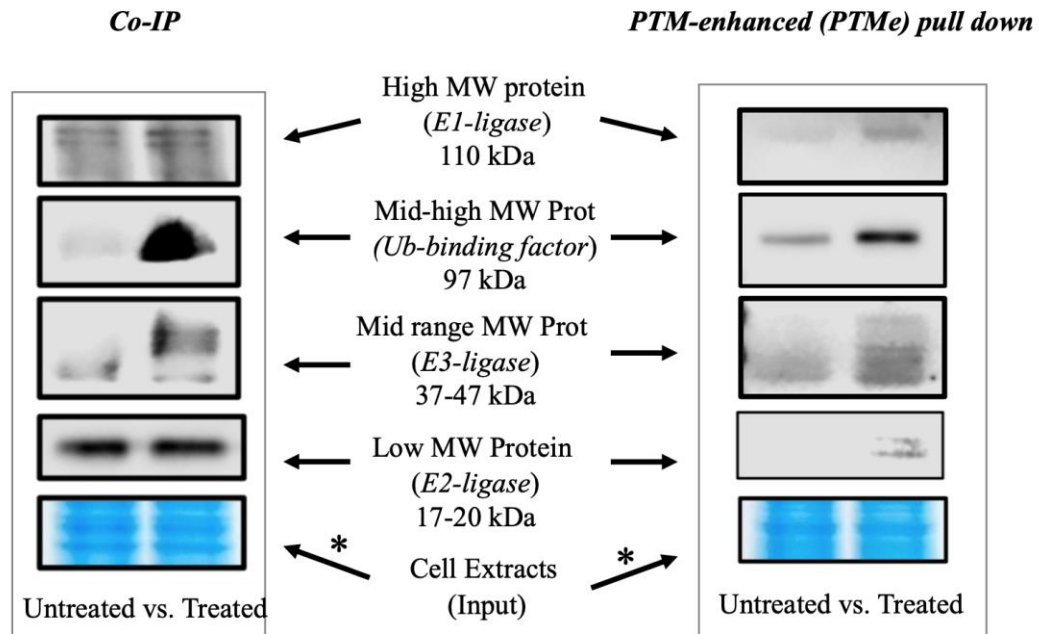 Co-IP
PTM-enhanced (PTMe) pull down
High MW protein
(E1-ligase)
110 kDa
Mid-high MW Prot
(Ub-binding factor)
97 kDa
Mid range MW Prot
(E3-ligase)
37-47 kDa
Low MW Protein
(E2-ligase)
17-20 kDa
*
*
Cell Extracts
(Input)
Untreated vs. Treated
Untreated vs. Treated